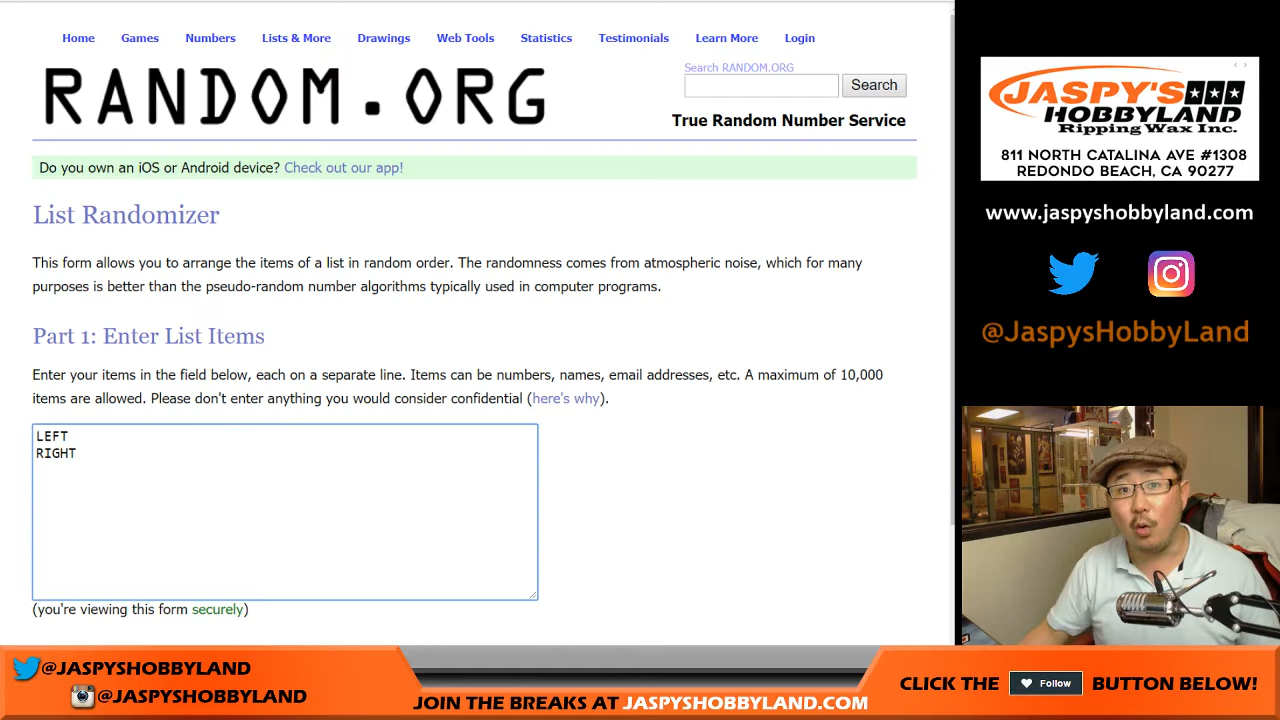 Home Games Numbers Lists & More Drawings Web Tools Statistics Testimonials Learn More Login
RANDOM.ORG
Search RANDOM.ORG
Search
True Random Number Service
Do you own an iOS or Android device? Check out our app!
List Randomizer
This form allows you to arrange the items of a list in random order. The randomness comes from atmospheric noise, which for many
purposes is better than the pseudo-random number algorithms typically used in computer programs.
Part 1: Enter List Items
Enter your items in the field below, each on a separate line. Items can be numbers, names, email addresses, etc. A maximum of 10,000
items are allowed. Please don't enter anything you would consider confidential (here's why).
LEFT
RIGHT
(you're viewing this form securely)
JASPY'S
HOBBYLAND
Ripping Wax Inc.
811 NORTH CATALINA AVE #1308
REDONDO BEACH, CA 90277
www.jaspyshobbyland.com
@JaspysHobbyLand
@JASPYSHOBBYLAND
@JASPYSHOBBYLAND
JOIN THE BREAKS AT JASPYSHOBBYLAND.COM
CLICK THE Follow BUTTON BELOW!